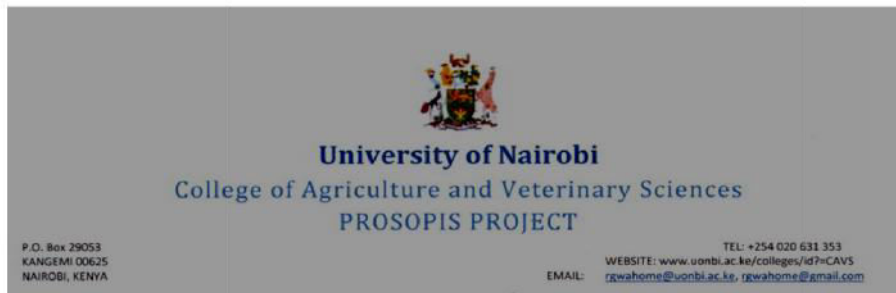 University of Nairobi
College of Agriculture and Veterinary Sciences
PROSOPIS PROJECT
P.O. Box 29053
KANGEMI 00625
NAIROBI, KENYA
TEL: +254 020 631 353
WEBSITE: www.uonbi.ac.ke/colleges/id?=CAVS
EMAIL: rgwahome@uonbi.ac.ke, rgwahome@gmail.com